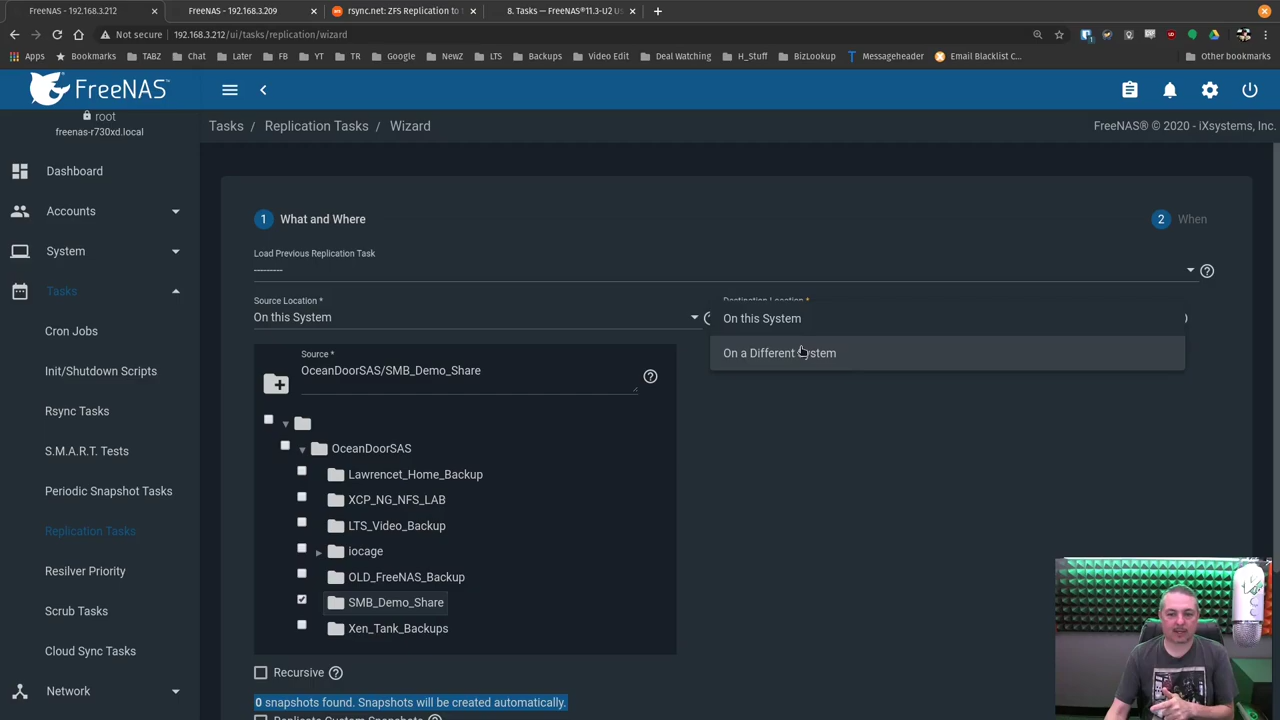 FreeNAS - 192.168.3.212
FreeNAS - 192.168.3.209
rsync.net: ZFS Replication to
8. Tasks — FreeNAS®11.3-U2 Us
Not secure
192.168.3.212/ui/tasks/replication/wizard
Apps
Bookmarks
TABZ
Chat
Later
FB
YT
TR
Google
NewZ
LTS
Backups
Video Edit
Deal Watching
H_Stuff
BizLookup
Messageheader
Email Blacklist C...
Other bookmarks
FreeNAS
root
freenas-r730xd.local
Tasks / Replication Tasks / Wizard
FreeNAS® © 2020 - iXsystems, Inc.
Dashboard
Accounts
System
Tasks
Cron Jobs
Init/Shutdown Scripts
Rsync Tasks
S.M.A.R.T. Tests
Periodic Snapshot Tasks
Replication Tasks
Resilver Priority
Scrub Tasks
Cloud Sync Tasks
Network
1 What and Where
2 When
Load Previous Replication Task
---------
Source Location *
On this System
Destination Location *
On this System
On a Different System
Source *
OceanDoorSAS/SMB_Demo_Share
OceanDoorSAS
Lawrencet_Home_Backup
XCP_NG_NFS_LAB
LTS_Video_Backup
iocage
OLD_FreeNAS_Backup
SMB_Demo_Share
Xen_Tank_Backups
Recursive
0 snapshots found. Snapshots will be created automatically.
Replicate Custom Snapshots